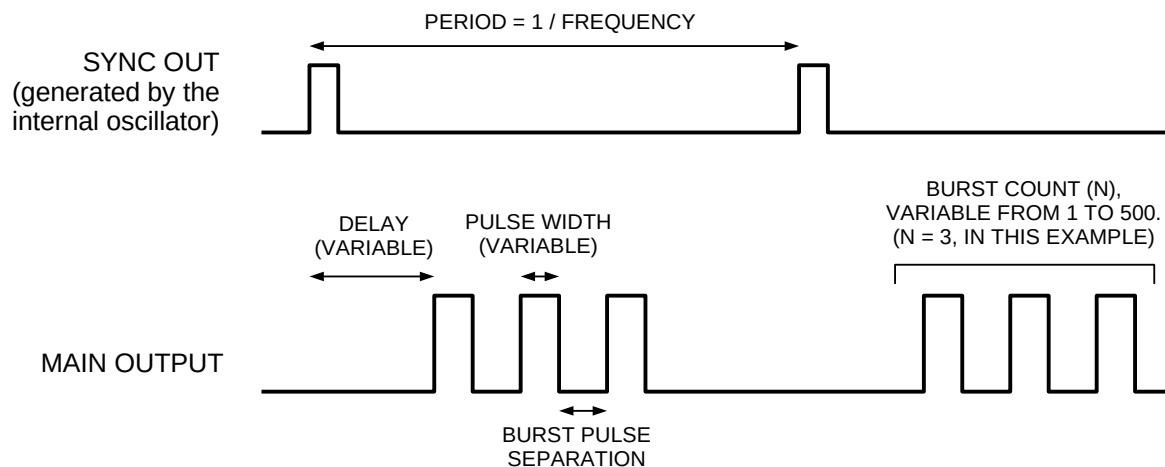 PERIOD = 1 / FREQUENCY
SYNC OUT
(generated by the
internal oscillator)
BURST COUNT (N),
VARIABLE FROM 1 TO 500.
(N = 3, IN THIS EXAMPLE)
DELAY
(VARIABLE)
PULSE WIDTH
(VARIABLE)
MAIN OUTPUT
BURST PULSE
SEPARATION